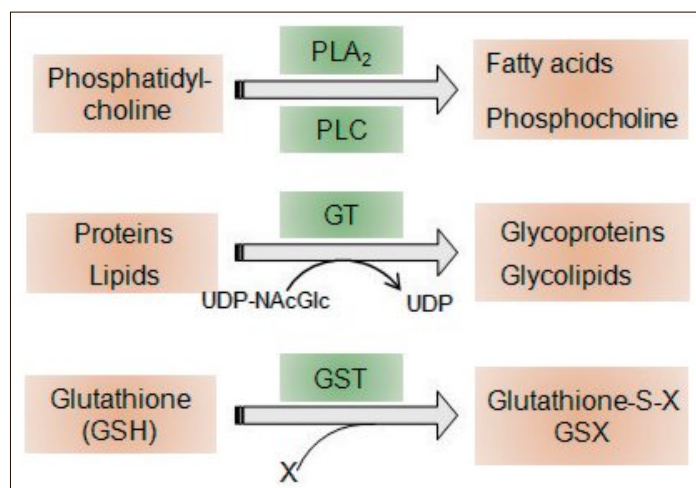 PLA₂
Phosphatidyl-
choline
Fatty acids
Phosphocholine
PLC
GT
Proteins
Lipids
Glycoproteins
Glycolipids
UDP-NAcGlc
UDP
GST
Glutathione
(GSH)
Glutathione-S-X
GSX
X